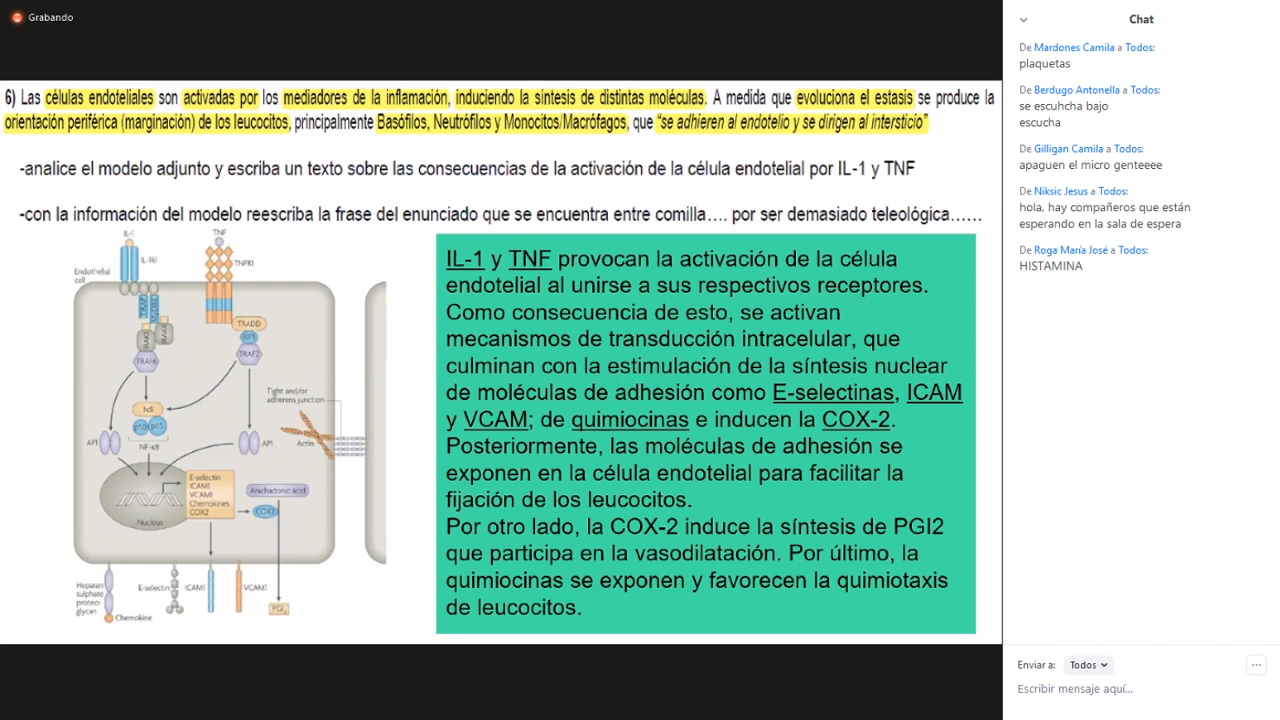 Grabando
6) Las células endoteliales son activadas por los mediadores de la inflamación, induciendo la síntesis de distintas moléculas. A medida que evoluciona el estasis se produce la
orientación periférica (marginación) de los leucocitos, principalmente Basófilos, Neutrófilos y Monocitos/Macrófagos, que "se adhieren al endotelio y se dirigen al intersticio"
-analice el modelo adjunto y escriba un texto sobre las consecuencias de la activación de la célula endotelial por IL-1 y TNF
-con la información del modelo reescriba la frase del enunciado que se encuentra entre comilla…. por ser demasiado teleológica……
IL-1
TNF
IL-1RI
TNFR1
Endothelial
cell
TRADD
RIP1
TRAF2
TRAF6
Tight and/or
adherens junction
IκB
p50
p65
AP1
NF-κB
AP1
Actin
E-selectin
ICAM1
VCAM1
Chemokines
COX2
Arachadonic acid
COX2
Nucleus
Heparan
sulphate
proteo-
glycan
E-selectin
ICAM1
VCAM1
Chemokine
PGI2
IL-1 y TNF provocan la activación de la célula
endotelial al unirse a sus respectivos receptores.
Como consecuencia de esto, se activan
mecanismos de transducción intracelular, que
culminan con la estimulación de la síntesis nuclear
de moléculas de adhesión como E-selectinas, ICAM
y VCAM; de quimiocinas e inducen la COX-2.
Posteriormente, las moléculas de adhesión se
exponen en la célula endotelial para facilitar la
fijación de los leucocitos.
Por otro lado, la COX-2 induce la síntesis de PGI2
que participa en la vasodilatación. Por último, la
quimiocinas se exponen y favorecen la quimiotaxis
de leucocitos.
Chat
De Mardones Camila a Todos:
plaquetas
De Berdugo Antonella a Todos:
se escuhcha bajo
escucha
De Gilligan Camila a Todos:
apaguen el micro genteeee
De Niksic Jesus a Todos:
hola, hay compañeros que están
esperando en la sala de espera
De Roga María José a Todos:
HISTAMINA
Enviar a: Todos
Escribir mensaje aquí...